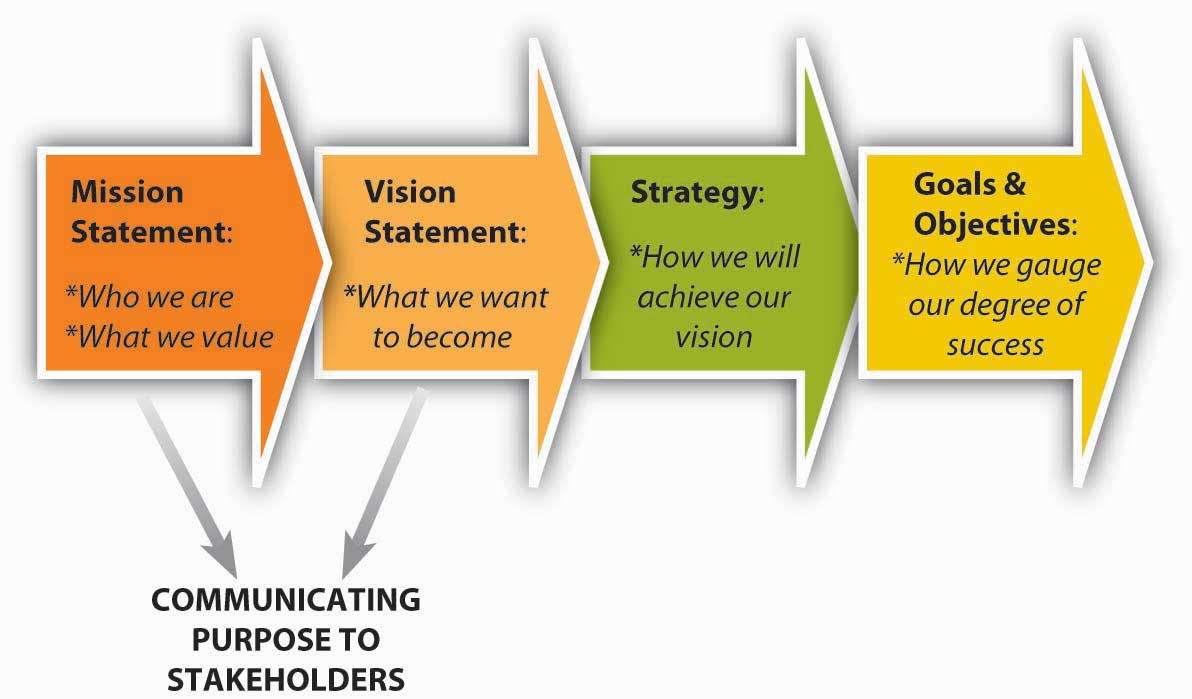 Mission
Statement:
*Who we are
*What we value
Vision
Statement:
*What we want
to become
Strategy:
*How we will
achieve our
vision
Goals &
Objectives:
*How we gauge
our degree of
success
COMMUNICATING
PURPOSE TO
STAKEHOLDERS